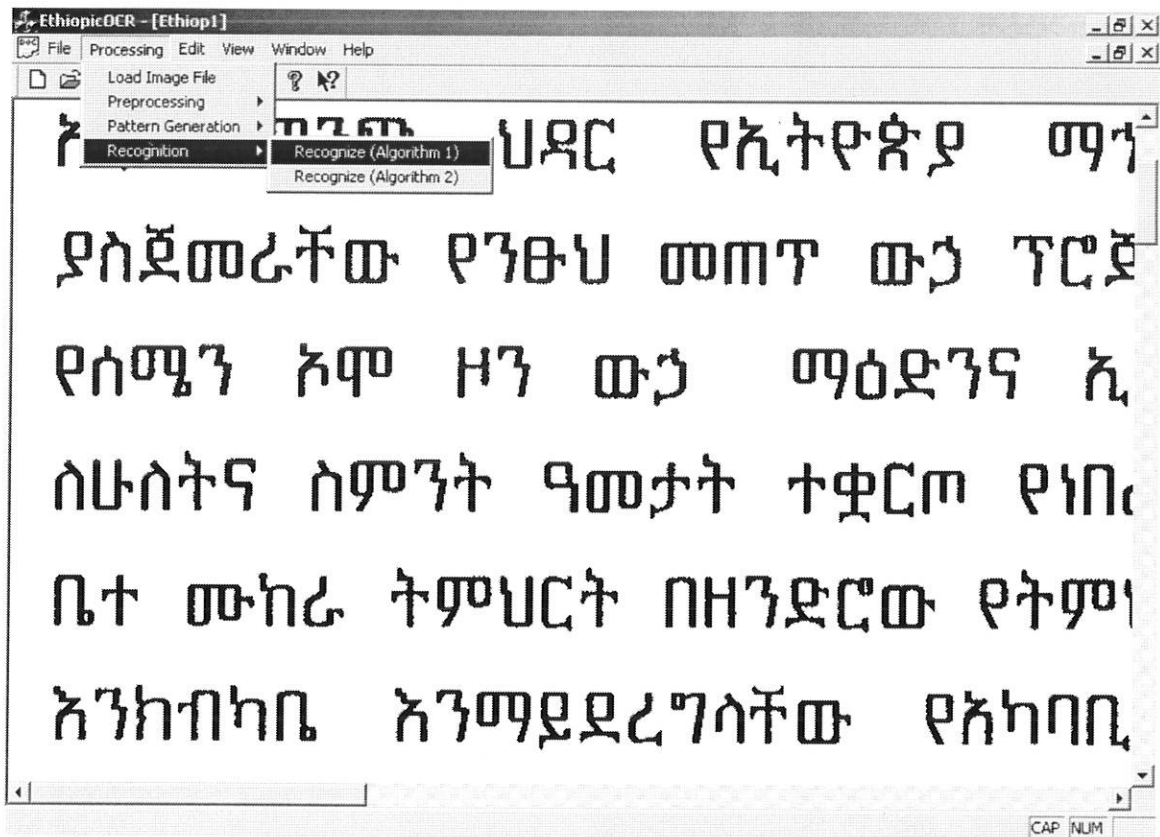 EthiopicOCR - [Ethiop1]
File Processing Edit View Window Help
Load Image File
Preprocessing
Pattern Generation
Recognition
Recognize (Algorithm 1)
Recognize (Algorithm 2)
ህዳር የኢትዮጵያ
ያስጀመራቸው የንፁህ መጠጥ ውኃ
የሰሜን ኦሞ ዞን ውኃ ማዕድንና ኢ
ለሁለትና ስምንት ዓመታት ተቋርጦ የነበረ
ቤተ ሙከራ ትምህርት በዘንድሮው
እንክብካቤ እንማይደረግላቸው የአካባቢ
CAP NUM